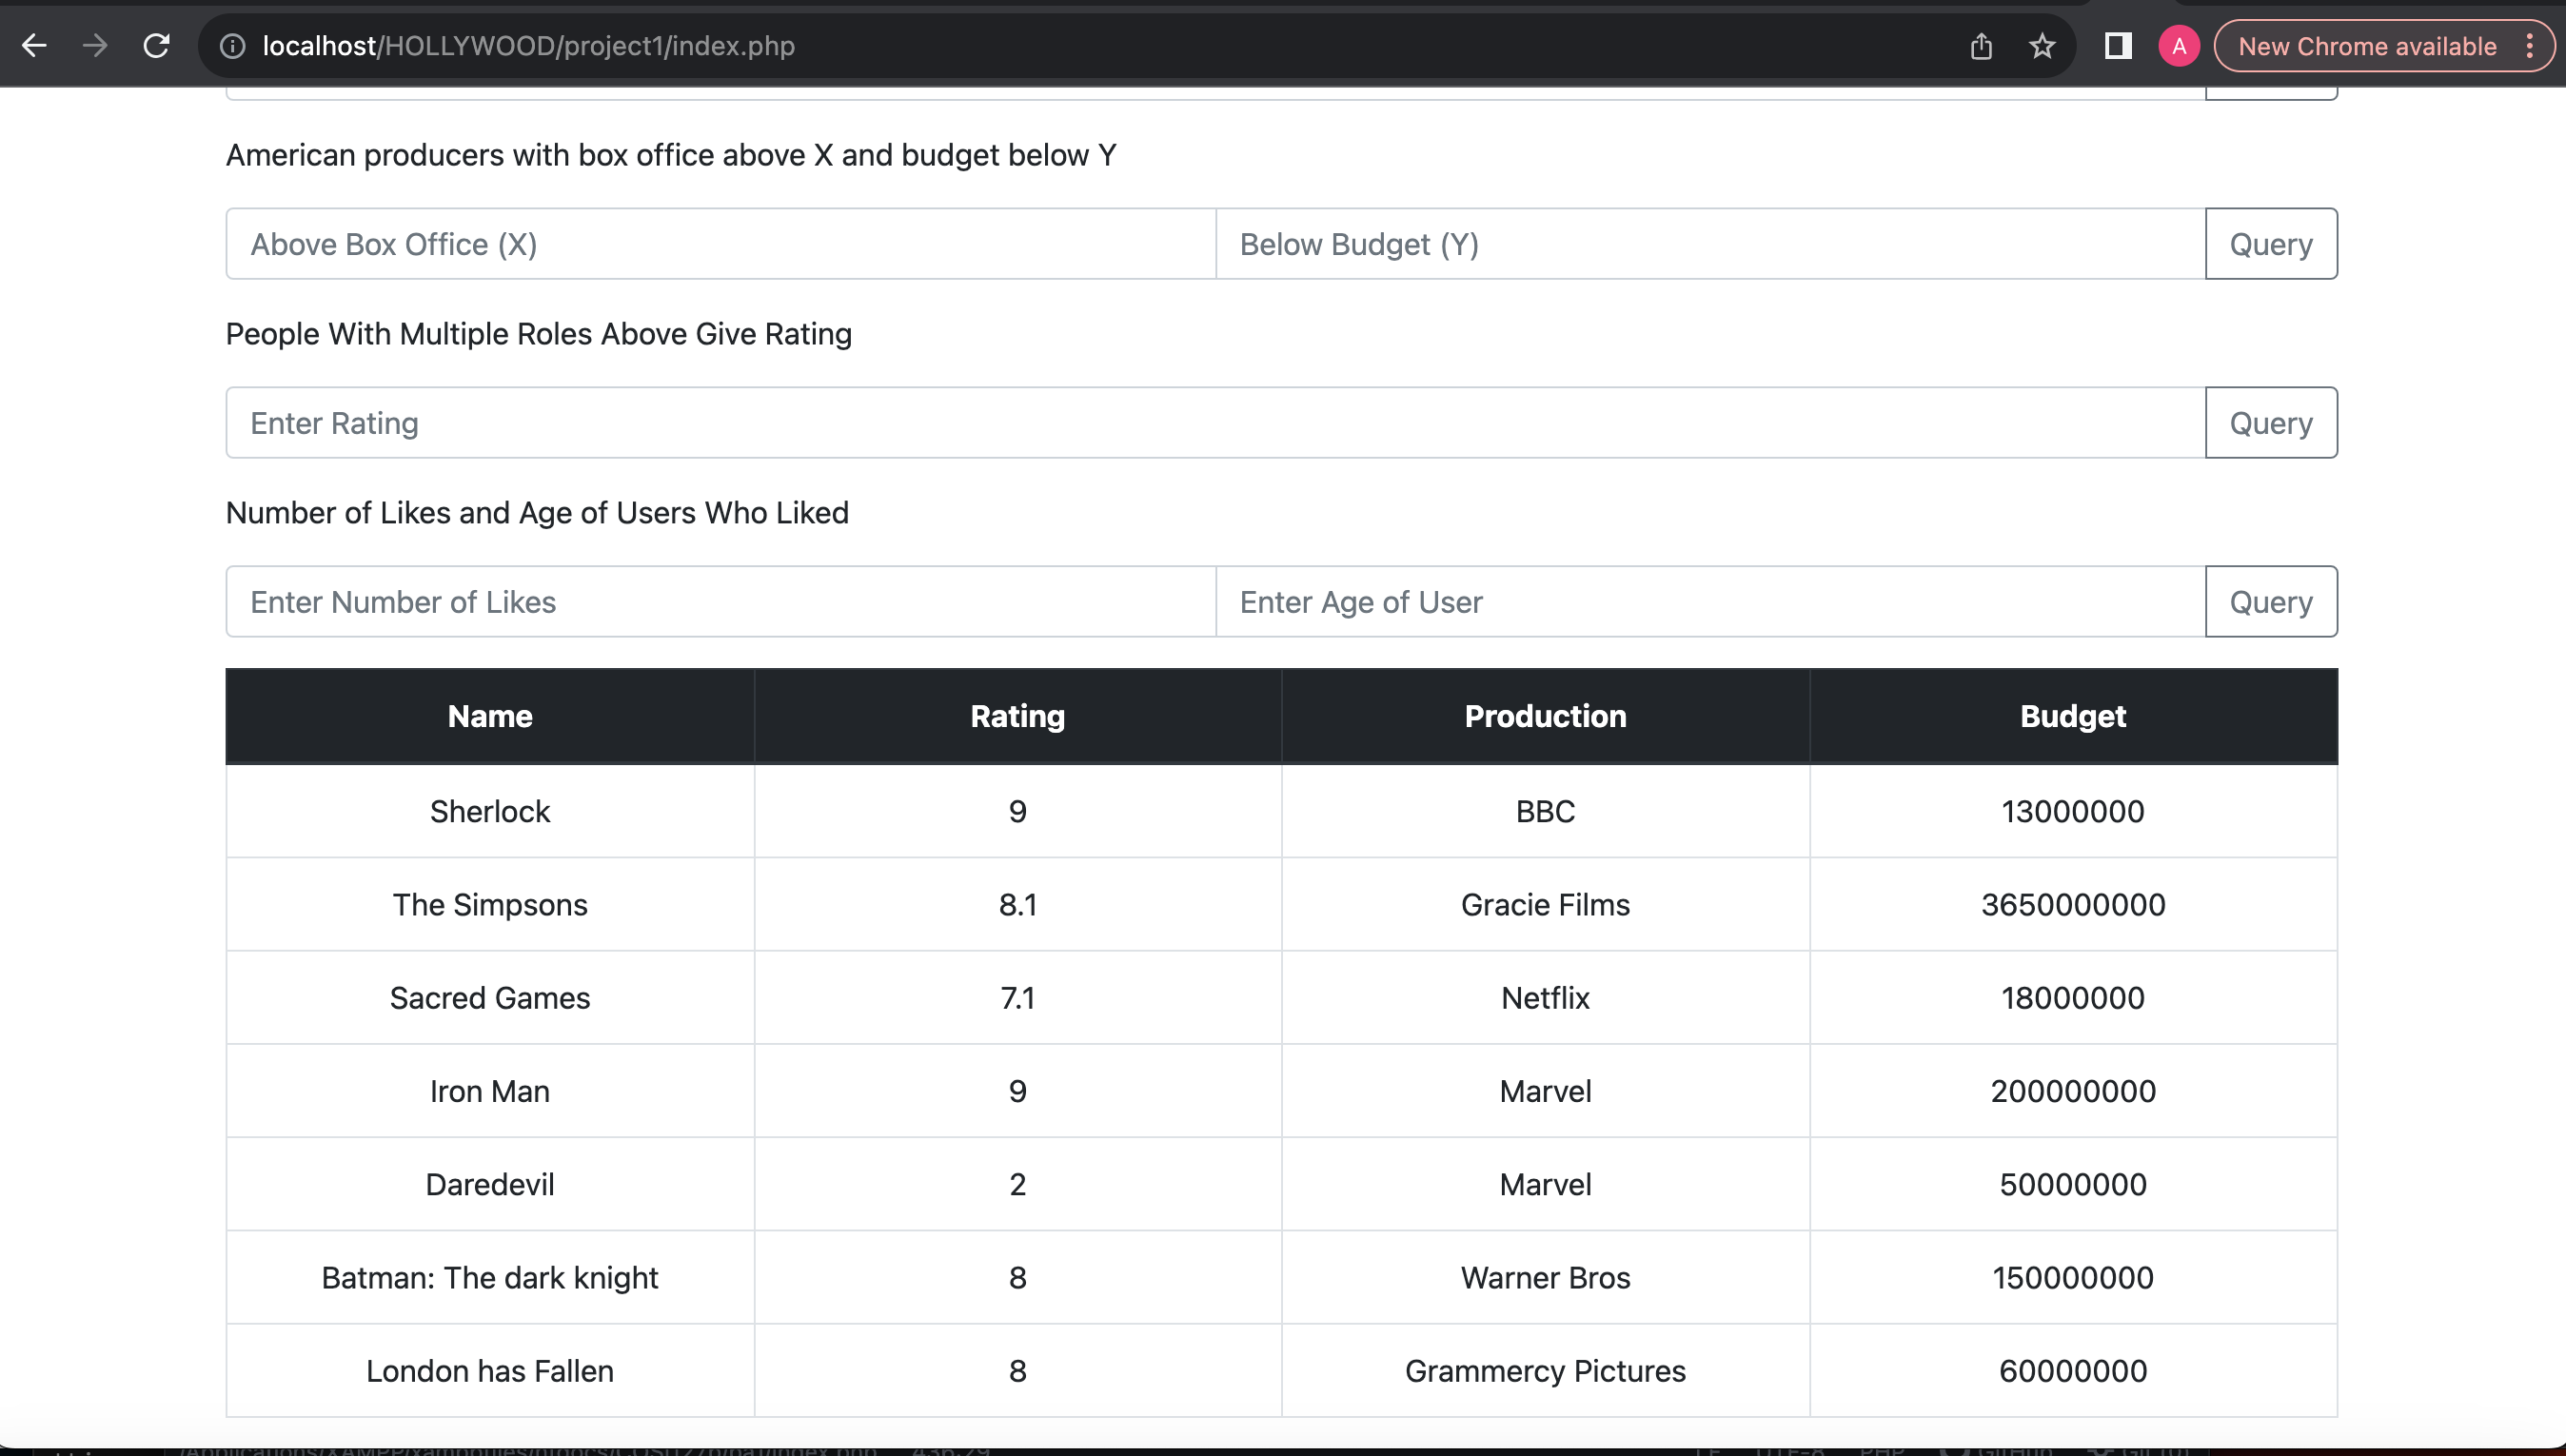 localhost/HOLLYWOOD/project1/index.php A New Chrome available
American producers with box office above X and budget below Y
Above Box Office (X) Below Budget (Y) Query
People With Multiple Roles Above Give Rating
Enter Rating Query
Number of Likes and Age of Users Who Liked
Enter Number of Likes Enter Age of User Query
Name Rating Production Budget
Sherlock 9 BBC 13000000
The Simpsons 8.1 Gracie Films 3650000000
Sacred Games 7.1 Netflix 18000000
Iron Man 9 Marvel 200000000
Daredevil 2 Marvel 50000000
Batman: The dark knight 8 Warner Bros 150000000
London has Fallen 8 Grammercy Pictures 60000000